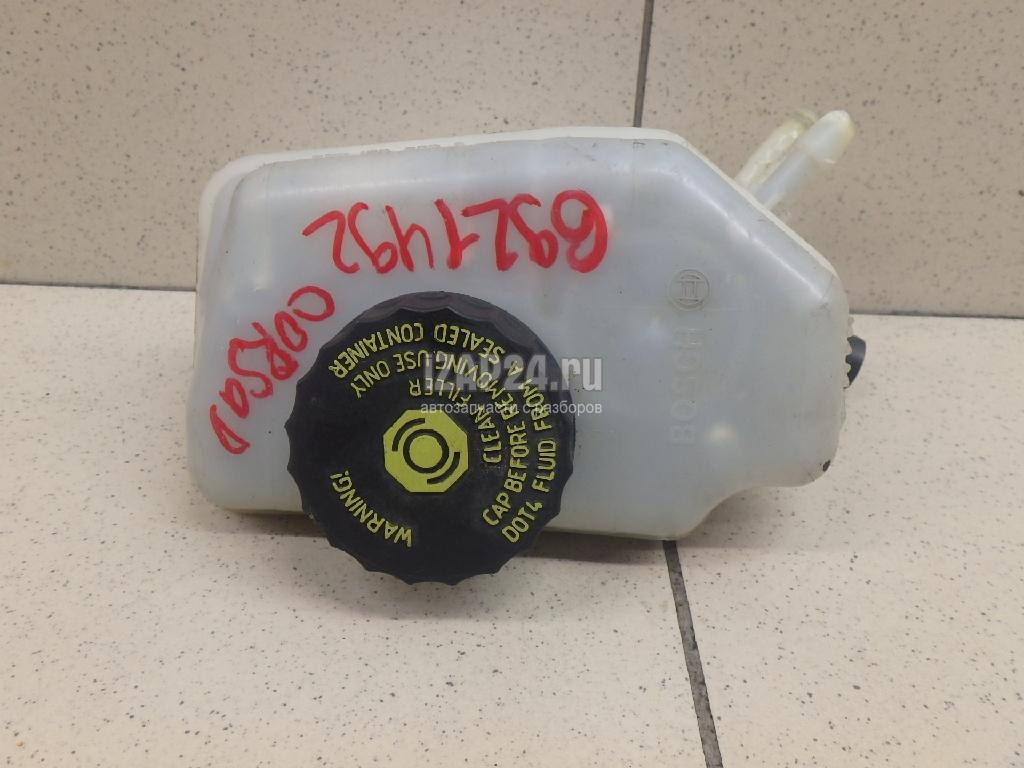 6921492
CORSA D
BOSCH
WARNING!
CLEAN FILLER
CAP BEFORE REMOVING. USE ONLY
DOT4 FLUID FROM A SEALED CONTAINER
IZAP24.ru
автозапчасти с разборов